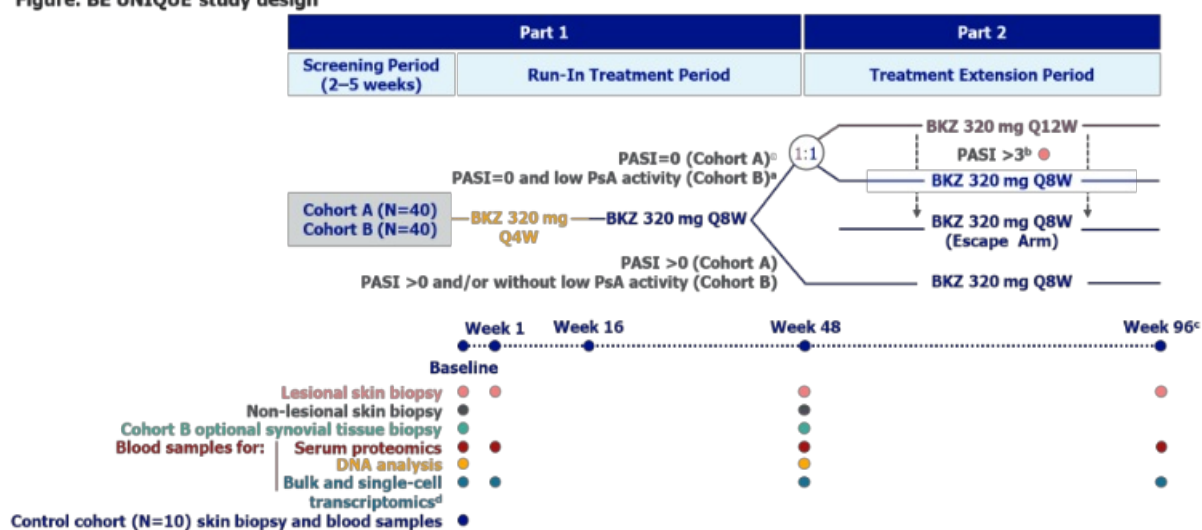 Figure: BE UNIQUE study design
Part 1
Part 2
Screening Period
(2–5 weeks)
Run-In Treatment Period
Treatment Extension Period
BKZ 320 mg Q12W
PASI=0 (Cohort A)ᶜ
1:1
PASI >3ᵇ
PASI=0 and low PsA activity (Cohort B)ᵃ
BKZ 320 mg Q8W
Cohort A (N=40)
Cohort B (N=40)
BKZ 320 mg
Q4W
BKZ 320 mg Q8W
BKZ 320 mg Q8W
(Escape Arm)
PASI >0 (Cohort A)
PASI >0 and/or without low PsA activity (Cohort B)
BKZ 320 mg Q8W
Week 1
Week 16
Week 48
Week 96ᶜ
Baseline
Lesional skin biopsy
Non-lesional skin biopsy
Cohort B optional synovial tissue biopsy
Blood samples for:
Serum proteomics
DNA analysis
Bulk and single-cell
transcriptomicsᵈ
Control cohort (N=10) skin biopsy and blood samples